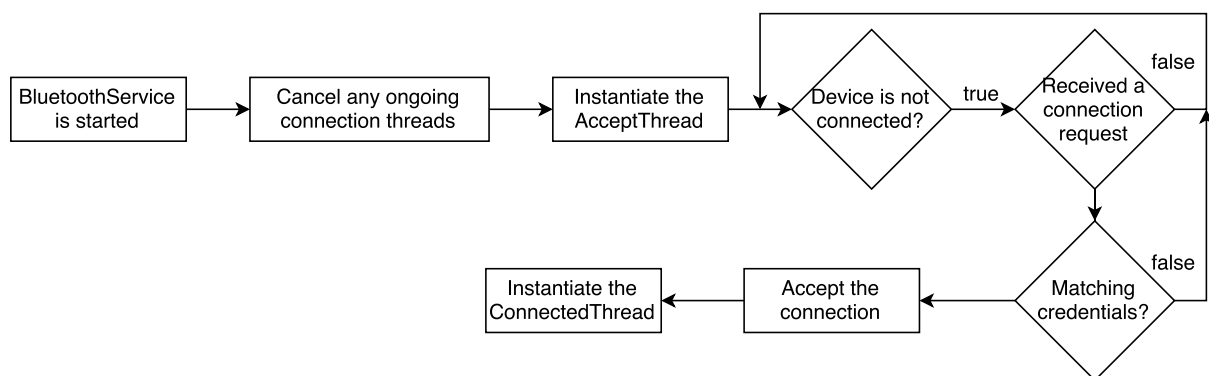 BluetoothService
is started
Cancel any ongoing
connection threads
Instantiate the
AcceptThread
Device is not
connected?
true
Received a
connection
request
false
Matching
credentials?
false
Accept the
connection
Instantiate the
ConnectedThread